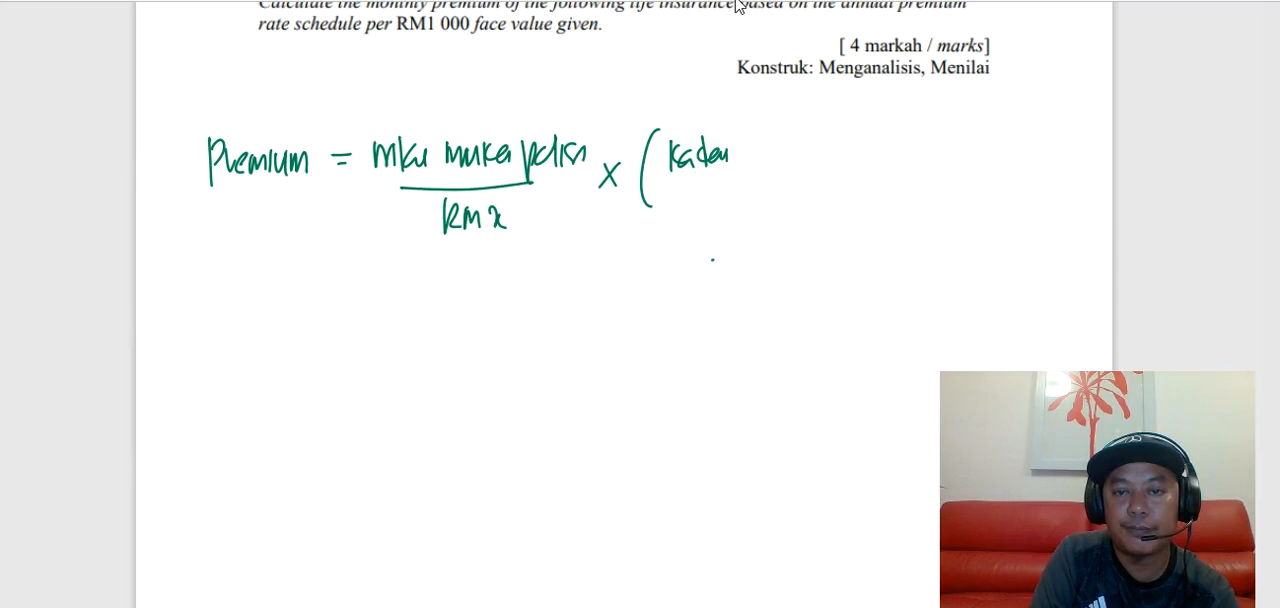 Calculate the monthly premium of the following life insurance based on the annual premium
rate schedule per RM1 000 face value given.
[ 4 markah / marks]
Konstruk: Menganalisis, Menilai
Premium = muka polisi × ( Kadar
RM x